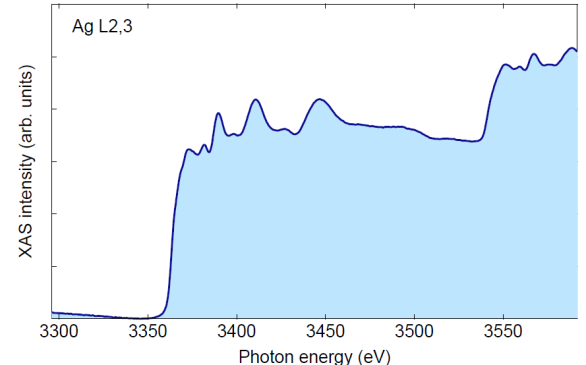 Ag L2,3
XAS intensity (arb. units)
3300 3350 3400 3450 3500 3550
Photon energy (eV)